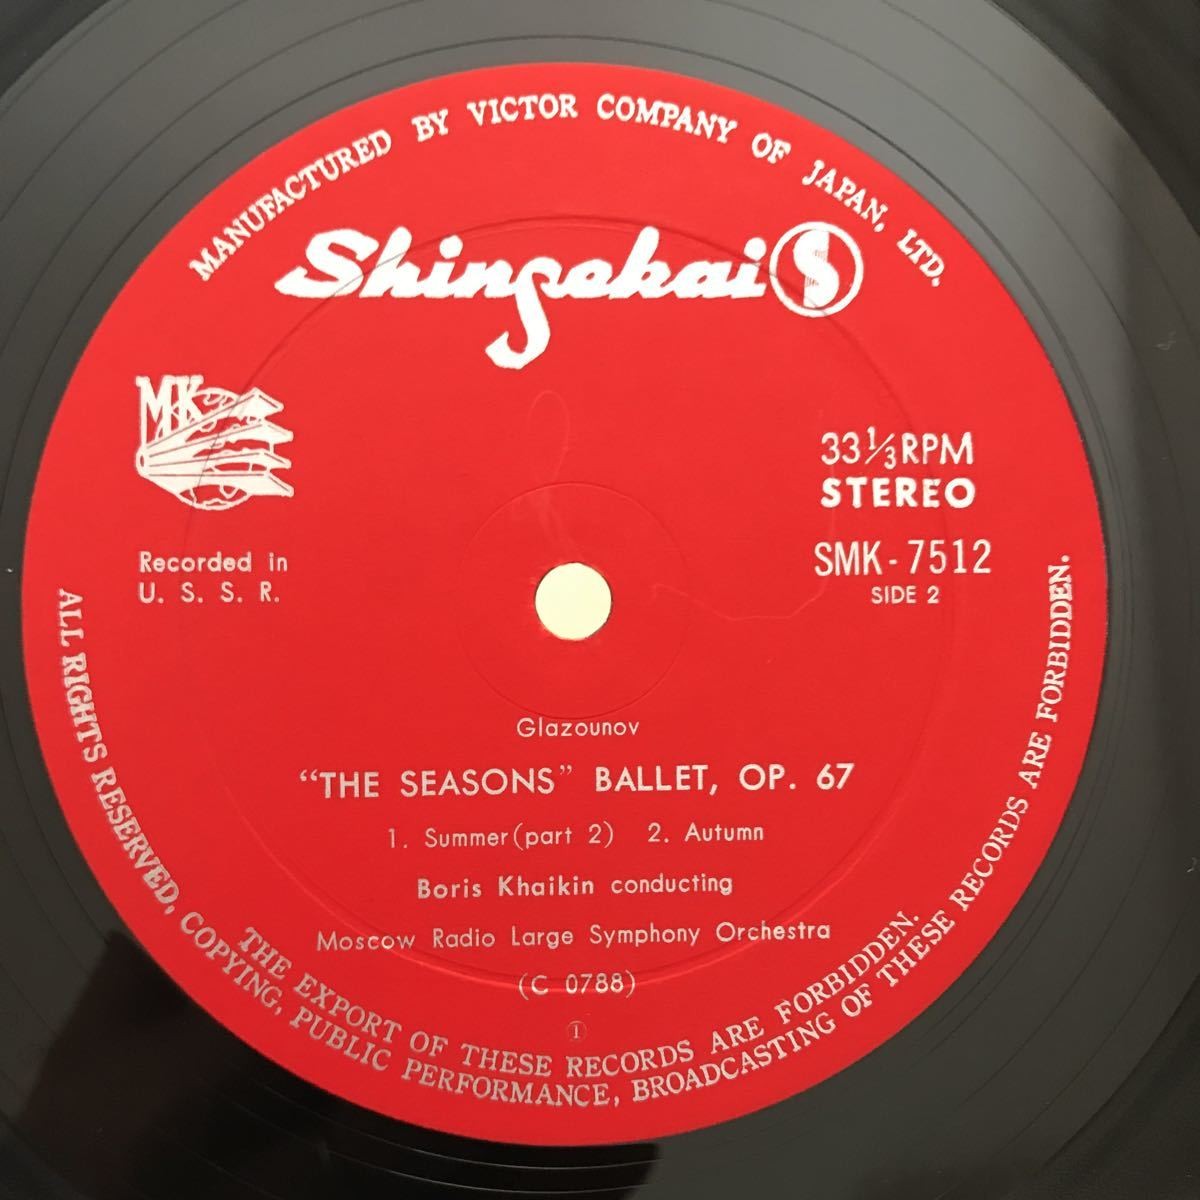 MANUFACTURED BY VICTOR COMPANY OF JAPAN, LTD.
Shinsekai S
MK
33 1/3 RPM
STEREO
Recorded in
U. S. S. R.
SMK-7512
SIDE 2
Glazounov
“THE SEASONS” BALLET, OP. 67
1. Summer (part 2) 2. Autumn
Boris Khaikin conducting
Moscow Radio Large Symphony Orchestra
(C 0788)
I
THE EXPORT OF THESE RECORDS ARE FORBIDDEN.
ALL RIGHTS RESERVED, COPYING, PUBLIC PERFORMANCE, BROADCASTING OF THESE RECORDS ARE FORBIDDEN.